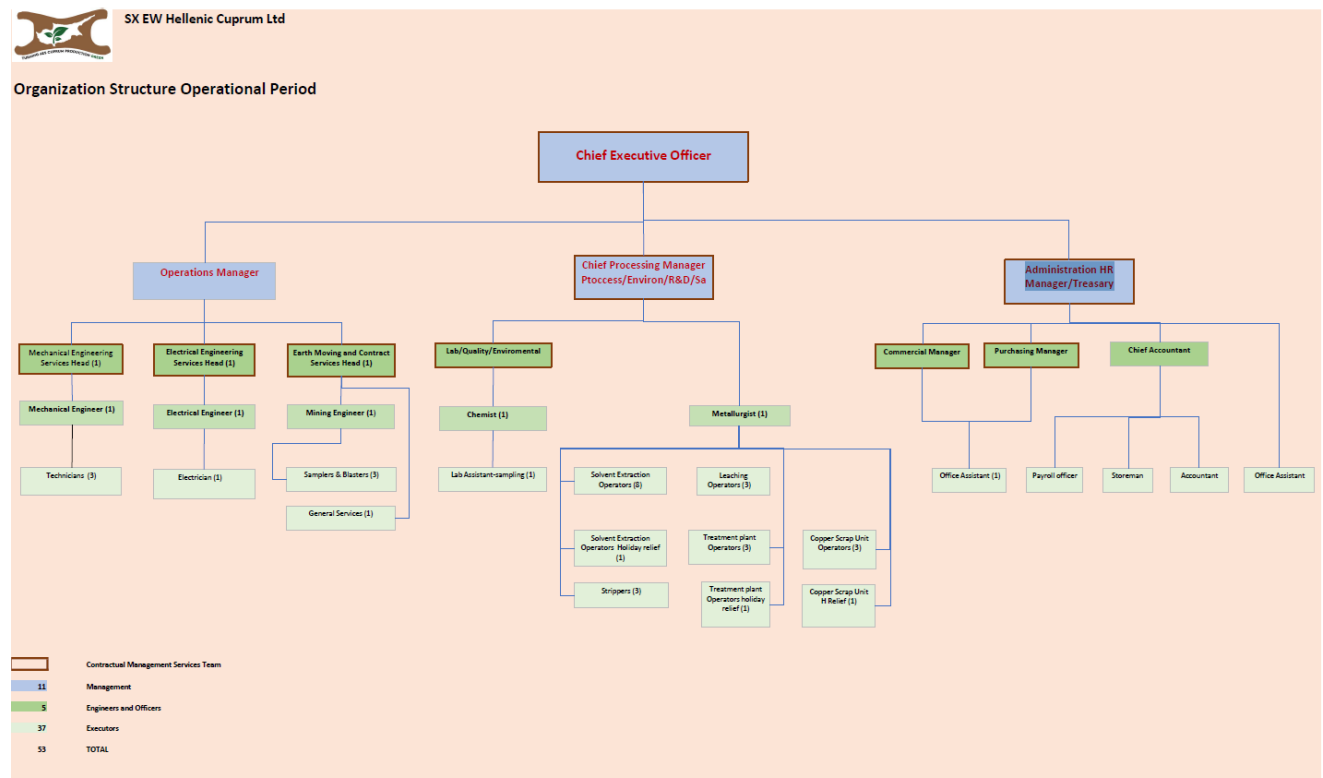 SX EW Hellenic Cuprum Ltd
Organization Structure Operational Period
Chief Executive Officer
Operations Manager
Chief Processing Manager
Ptoccess/Environ/R&D/Sa
Administration HR
Manager/Treasary
Mechanical Engineering
Services Head (1)
Electrical Engineering
Services Head (1)
Earth Moving and Contract
Services Head (1)
Lab/Quality/Enviromental
Commercial Manager
Purchasing Manager
Chief Accountant
Mechanical Engineer (1)
Electrical Engineer (1)
Mining Engineer (1)
Chemist (1)
Metallurgist (1)
Technicians (3)
Electrician (1)
Samplers & Blasters (3)
General Services (1)
Lab Assistant-sampling (1)
Solvent Extraction
Operators (8)
Leaching
Operators (3)
Office Assistant (1)
Payroll officer
Storeman
Accountant
Office Assistant
Solvent Extraction
Operators Holiday relief
(1)
Treatment plant
Operators (3)
Copper Scrap Unit
Operators (3)
Strippers (3)
Treatment plant
Operators holiday
relief (1)
Copper Scrap Unit
H Relief (1)
Contractual Management Services Team
11 Management
5 Engineers and Officers
37 Executors
53 TOTAL